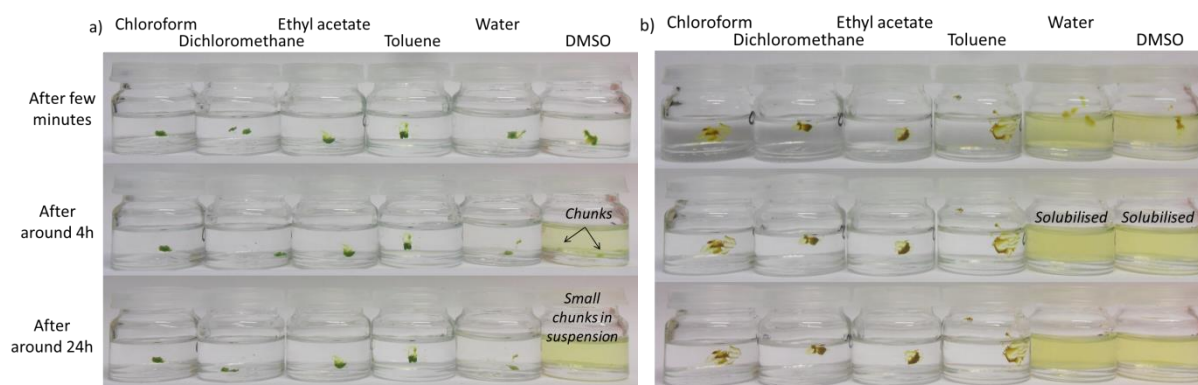 a)
Chloroform
Ethyl acetate
Water
Dichloromethane
Toluene
DMSO
b)
Chloroform
Ethyl acetate
Water
Dichloromethane
Toluene
DMSO
After few
minutes
After
around 4h
Chunks
Solubilised
Solubilised
After
around 24h
Small
chunks in
suspension